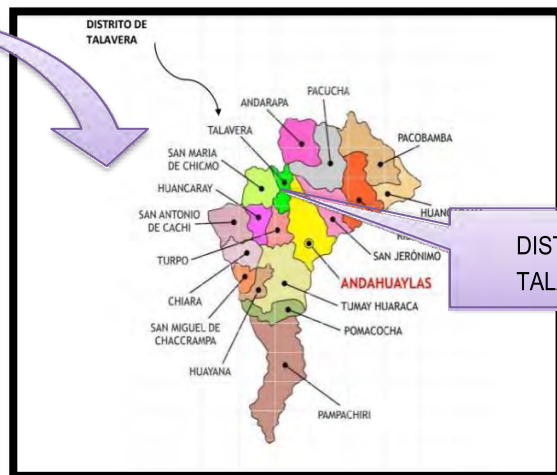 DISTRITO DE
TALAVERA
PACUCHA
ANDARAPA
TALAVERA
PACOBAMBA
SAN MARIA
DE CHICMO
HUANCARAY
SAN ANTONIO
DE CACHI
SAN JERÓNIMO
TURPO
ANDAHUAYLAS
CHIARA
TUMAY HUARACA
SAN MIGUEL DE
CHACCRAMPA
POMACOCHA
HUAYANA
PAMPACHIRI
DIST
TALA